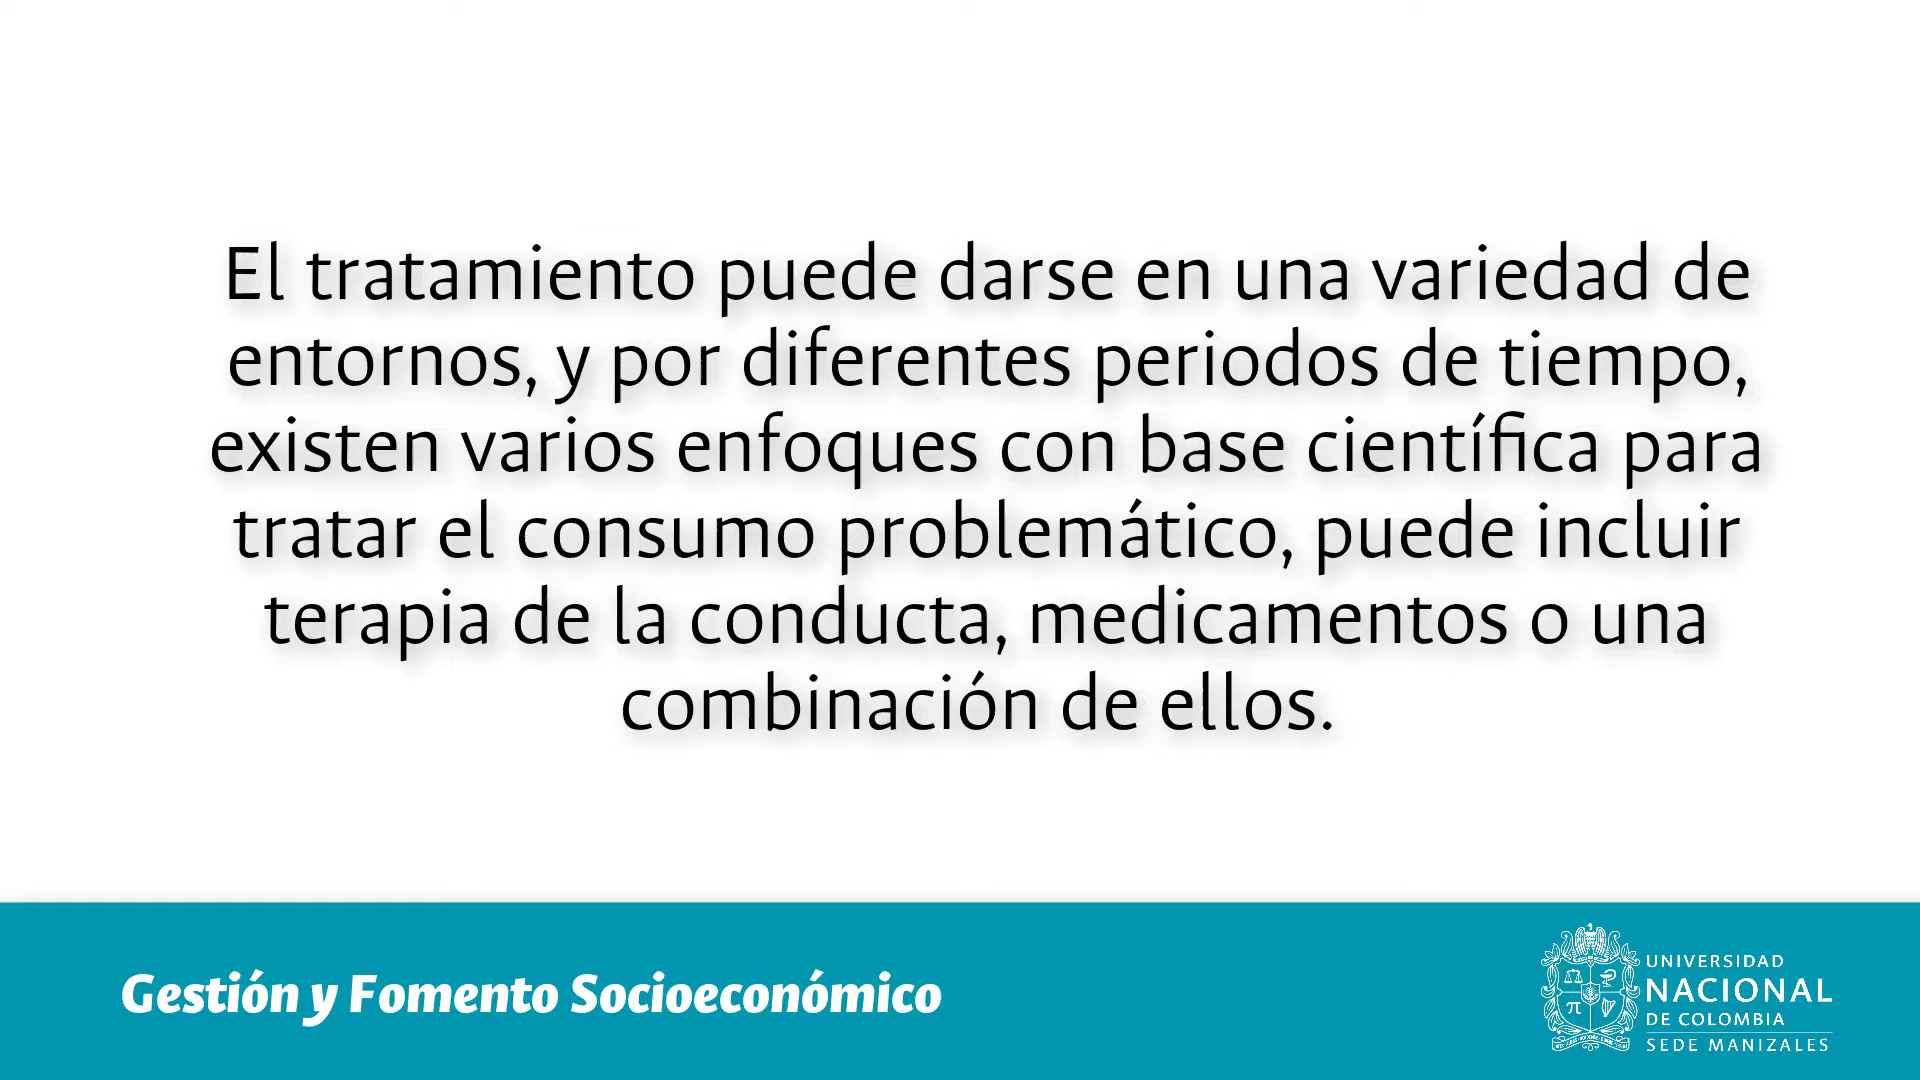 El tratamiento puede darse en una variedad de
entornos, y por diferentes periodos de tiempo,
existen varios enfoques con base científica para
tratar el consumo problemático, puede incluir
terapia de la conducta, medicamentos o una
combinación de ellos.
Gestión y Fomento Socioeconómico
UNIVERSIDAD
NACIONAL
DE COLOMBIA
SEDE MANIZALES